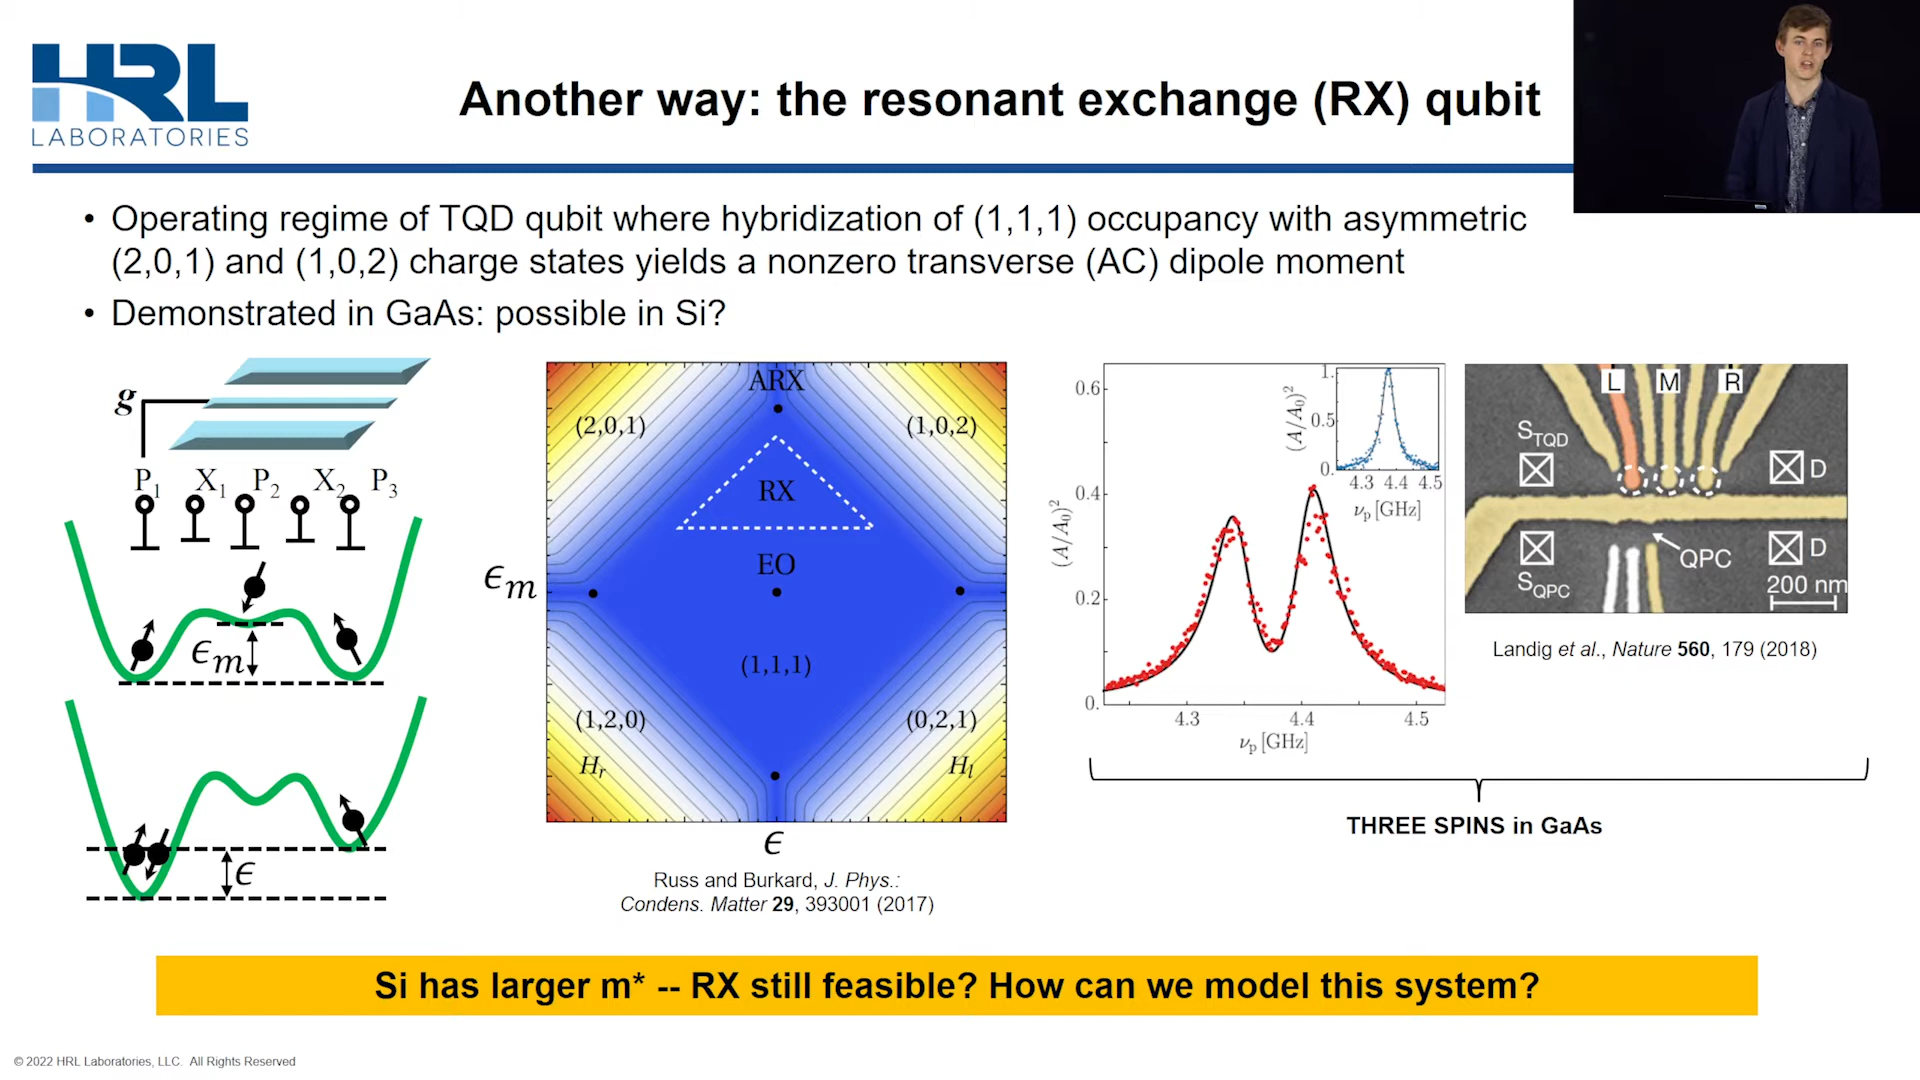 HRL
LABORATORIES
Another way: the resonant exchange (RX) qubit
• Operating regime of TQD qubit where hybridization of (1,1,1) occupancy with asymmetric
(2,0,1) and (1,0,2) charge states yields a nonzero transverse (AC) dipole moment
• Demonstrated in GaAs: possible in Si?
g
P₁ X₁ P₂ X₂ P₃
ϵₘ
ϵ
ARX
(2,0,1) (1,0,2)
RX
EO
ϵₘ
(1,1,1)
(1,2,0) (0,2,1)
Hᵣ Hₗ
ϵ
Russ and Burkard, J. Phys.:
Condens. Matter 29, 393001 (2017)
(A/A₀)²
0.6
0.4
0.2
0.
4.3 4.4 4.5
νₚ [GHz]
(A/A₀)²
1.
0.5
0.
4.3 4.4 4.5
νₚ [GHz]
L M R
S_TQD
D
QPC
S_QPC
D
200 nm
Landig et al., Nature 560, 179 (2018)
THREE SPINS in GaAs
Si has larger m* -- RX still feasible? How can we model this system?
© 2022 HRL Laboratories, LLC. All Rights Reserved